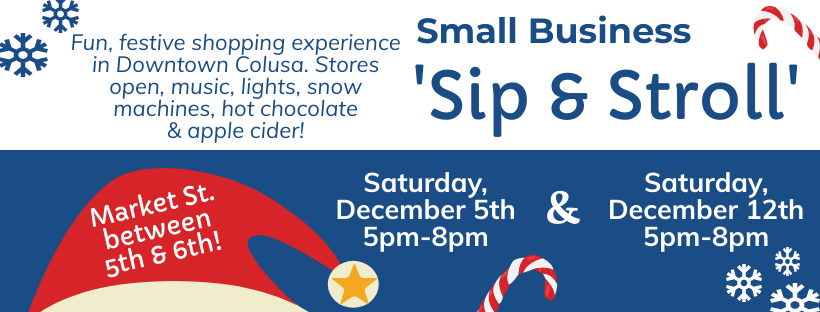 Fun, festive shopping experience
in Downtown Colusa. Stores
open, music, lights, snow
machines, hot chocolate
& apple cider!
Small Business
'Sip & Stroll'
Market St.
between
5th & 6th!
Saturday,
December 5th
5pm-8pm
&
Saturday,
December 12th
5pm-8pm